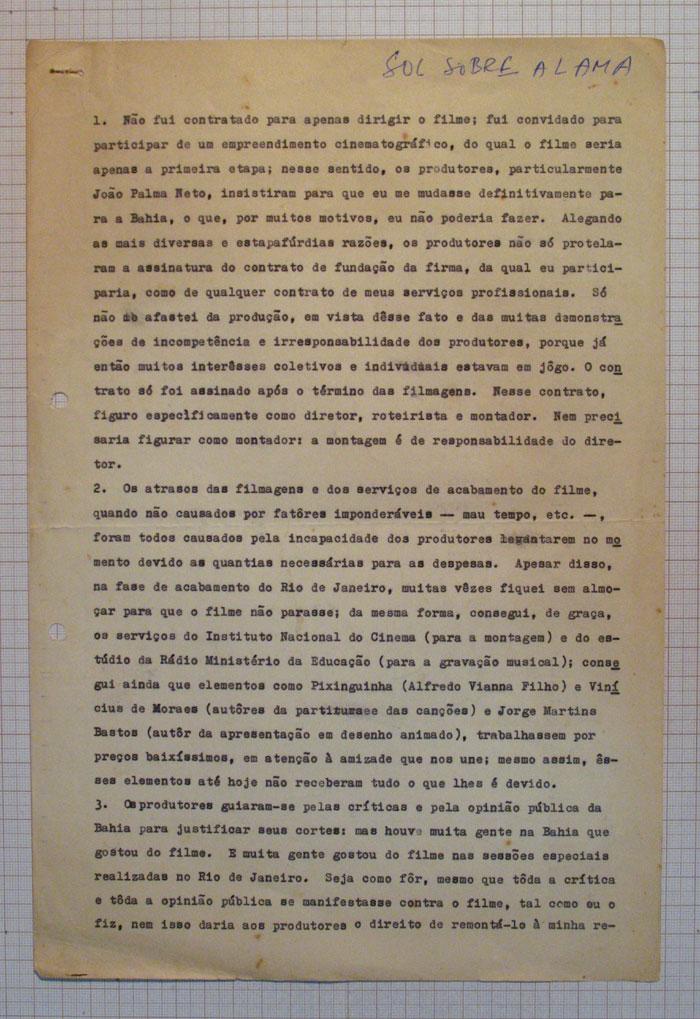 SOL SOBRE A LAMA
1. Não fui contratado para apenas dirigir o filme; fui convidado para
participar de um empreendimento cinematográfico, do qual o filme seria
apenas a primeira etapa; nesse sentido, os produtores, particularmente
João Palma Neto, insistiram para que eu me mudasse definitivamente pa-
ra a Bahia, o que, por muitos motivos, eu não poderia fazer. Alegando
as mais diversas e estapafúrdias razões, os produtores não só protela-
ram a assinatura do contrato de fundação da firma, da qual eu partici-
paria, como de qualquer contrato de meus serviços profissionais. Só
não me afastei da produção, em vista dêsse fato e das muitas demonstra
ções de incompetência e irresponsabilidade dos produtores, porque já
então muitos interêsses coletivos e individuais estavam em jôgo. O con
trato só foi assinado após o término das filmagens. Nesse contrato,
figuro especificamente como diretor, roteirista e montador. Nem preci
saria figurar como montador: a montagem é de responsabilidade do dire-
tor.
2. Os atrasos das filmagens e dos serviços de acabamento do filme,
quando não causados por fatôres imponderáveis — mau tempo, etc. —,
foram todos causados pela incapacidade dos produtores levantarem no mo
mento devido as quantias necessárias para as despesas. Apesar disso,
na fase de acabamento do Rio de Janeiro, muitas vêzes fiquei sem almo-
çar para que o filme não parasse; da mesma forma, consegui, de graça,
os serviços do Instituto Nacional do Cinema (para a montagem) e do es-
túdio da Rádio Ministério da Educação (para a gravação musical); conse
gui ainda que elementos como Pixinguinha (Alfredo Vianna Filho) e Viní
cius de Moraes (autôres da e das canções) e Jorge Martins
Bastos (autôr da apresentação em desenho animado), trabalhassem por
preços baixíssimos, em atenção à amizade que nos une; mesmo assim, ês-
ses elementos até hoje não receberam tudo o que lhes é devido.
3. Os produtores guiaram-se pelas críticas e pela opinião pública da
Bahia para justificar seus cortes: mas houve muita gente na Bahia que
gostou do filme. E muita gente gostou do filme nas sessões especiais
realizadas no Rio de Janeiro. Seja como fôr, mesmo que tôda a crítica
e tôda a opinião pública se manifestasse contra o filme, tal como eu o
fiz, nem isso daria aos produtores o direito de remontá-lo à minha re-